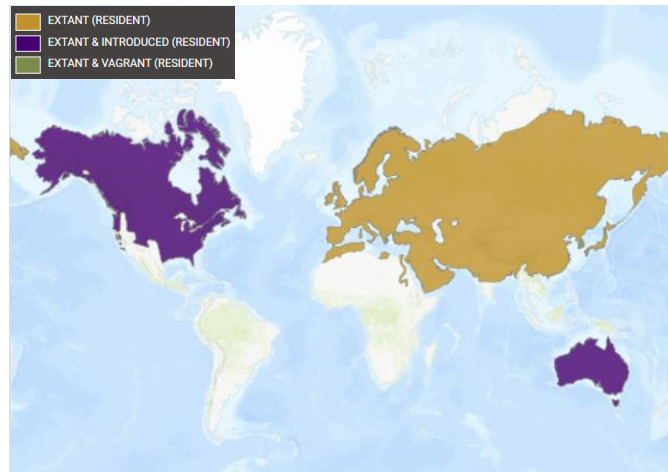 EXTANT (RESIDENT)
EXTANT & INTRODUCED (RESIDENT)
EXTANT & VAGRANT (RESIDENT)